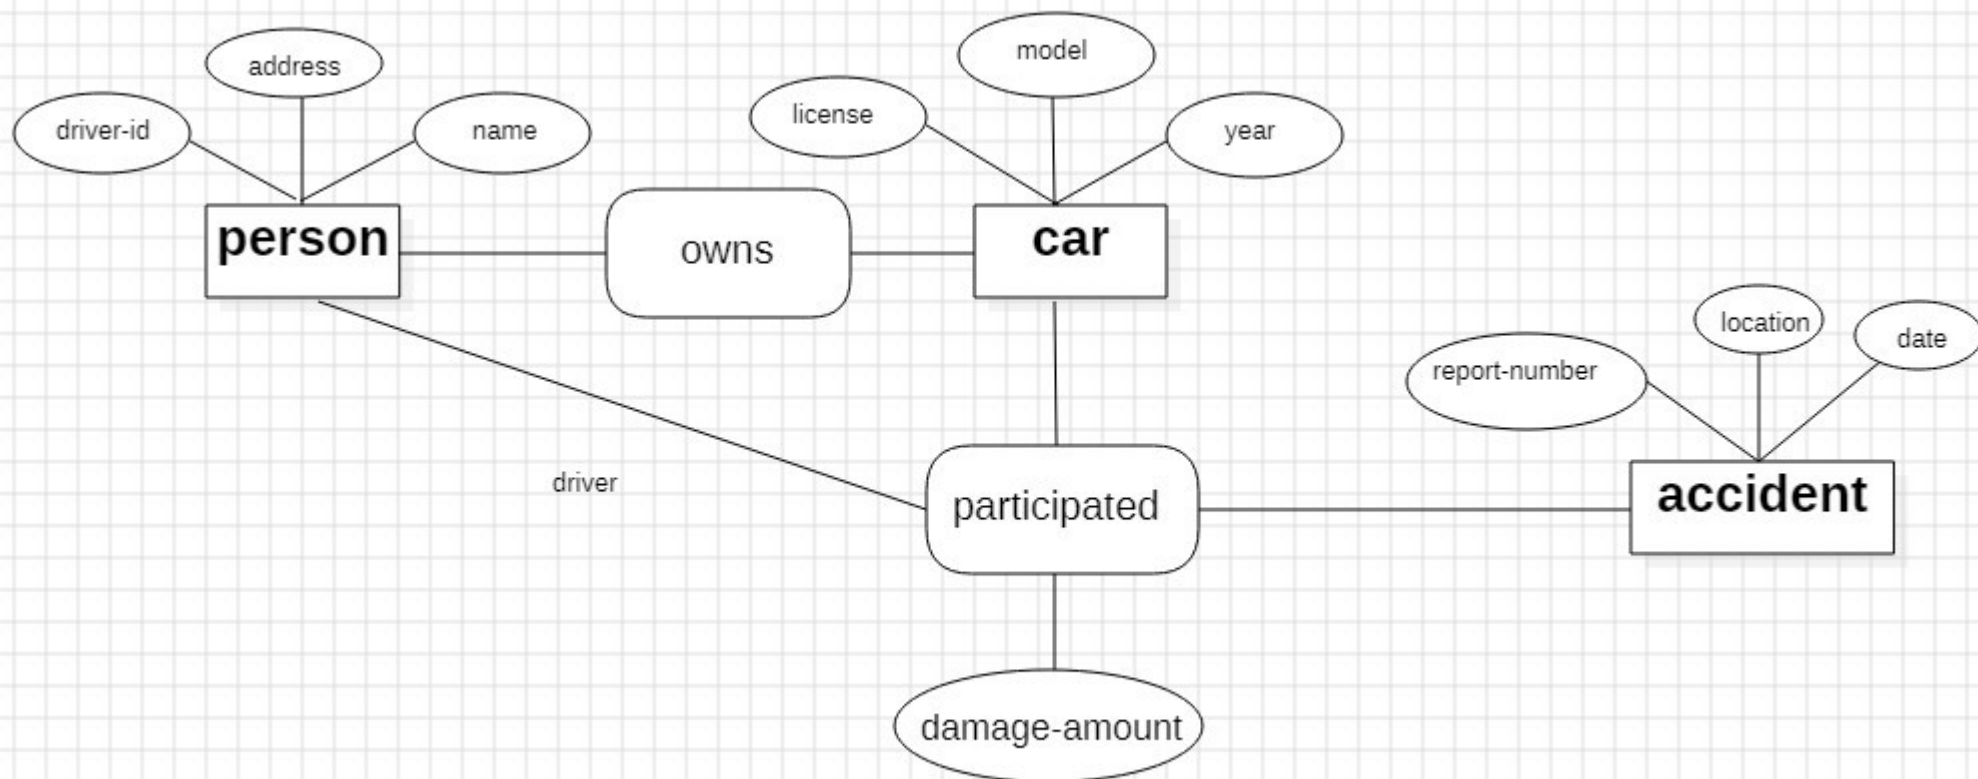 model
address
license
driver-id
name
year
person
owns
car
location
date
report-number
driver
participated
accident
damage-amount